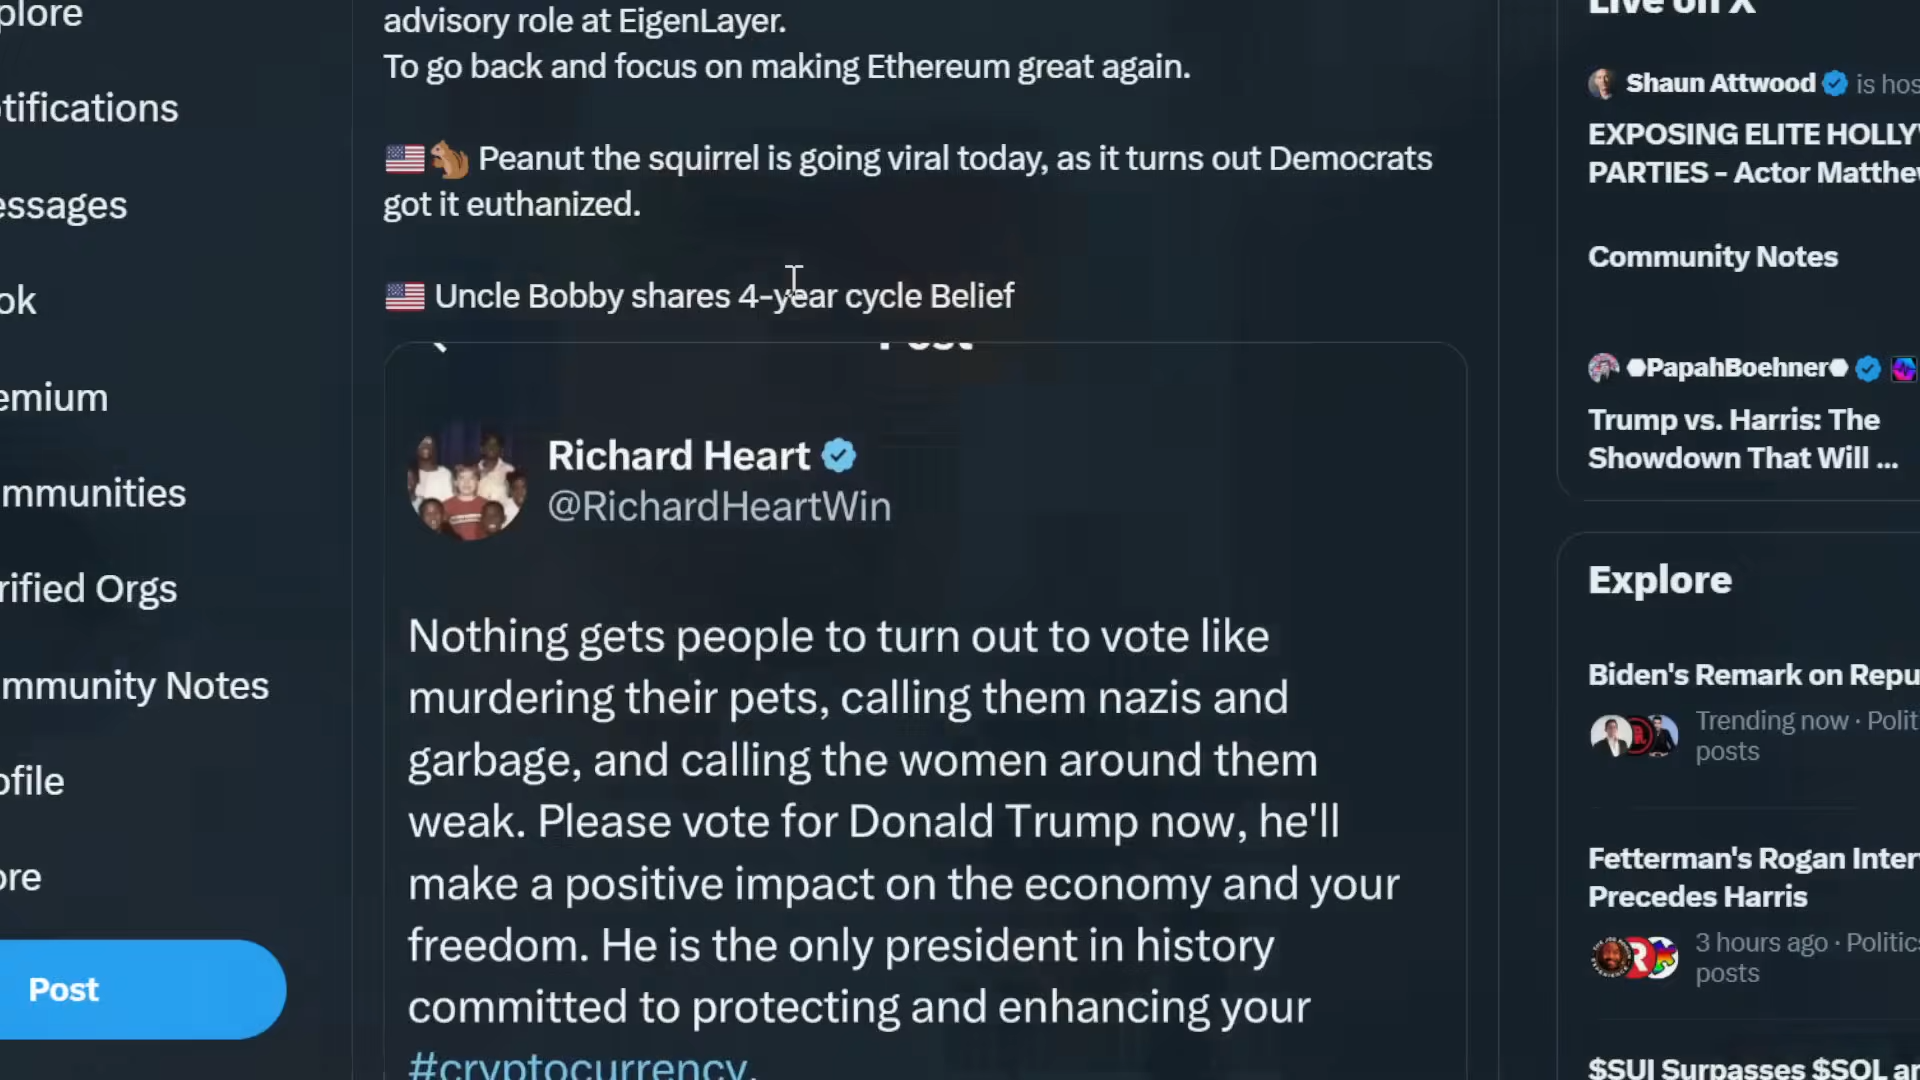 plore
otifications
essages
ok
emium
mmunities
rified Orgs
mmunity Notes
ofile
ore
Post
advisory role at EigenLayer.
To go back and focus on making Ethereum great again.
Peanut the squirrel is going viral today, as it turns out Democrats
got it euthanized.
Uncle Bobby shares 4-year cycle Belief
Post
Richard Heart
@RichardHeartWin
Nothing gets people to turn out to vote like
murdering their pets, calling them nazis and
garbage, and calling the women around them
weak. Please vote for Donald Trump now, he'll
make a positive impact on the economy and your
freedom. He is the only president in history
committed to protecting and enhancing your
#cryptocurrency.
Live on X
Shaun Attwood is hos
EXPOSING ELITE HOLLY
PARTIES – Actor Matthe
Community Notes
PapahBoehner
Trump vs. Harris: The
Showdown That Will ...
Explore
Biden's Remark on Repu
Trending now · Polit
posts
Fetterman's Rogan Inter
Precedes Harris
3 hours ago · Politics
posts
$SUI Surpasses $SOL a